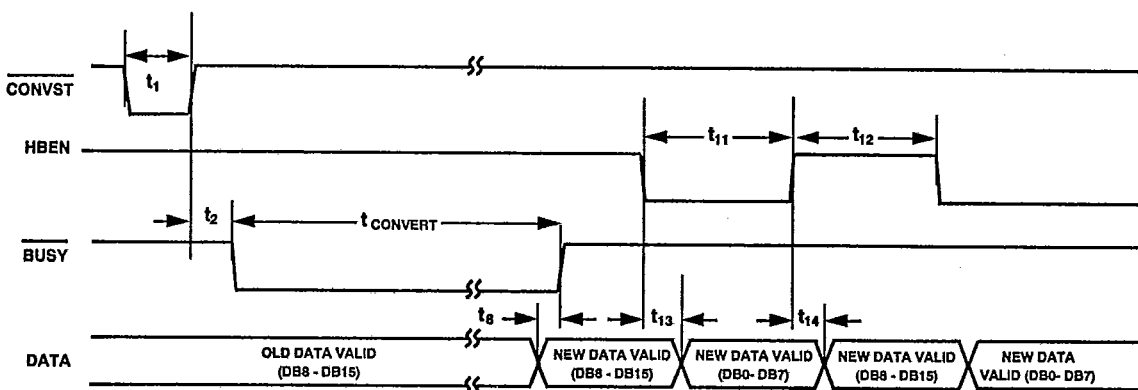 CONVST
t1
HBEN
t11
t12
t2
t CONVERT
BUSY
t8
t13
t14
DATA
OLD DATA VALID
(DB8 - DB15)
NEW DATA VALID
(DB8 - DB15)
NEW DATA VALID
(DB0- DB7)
NEW DATA VALID
(DB8 - DB15)
NEW DATA
VALID (DB0- DB7)